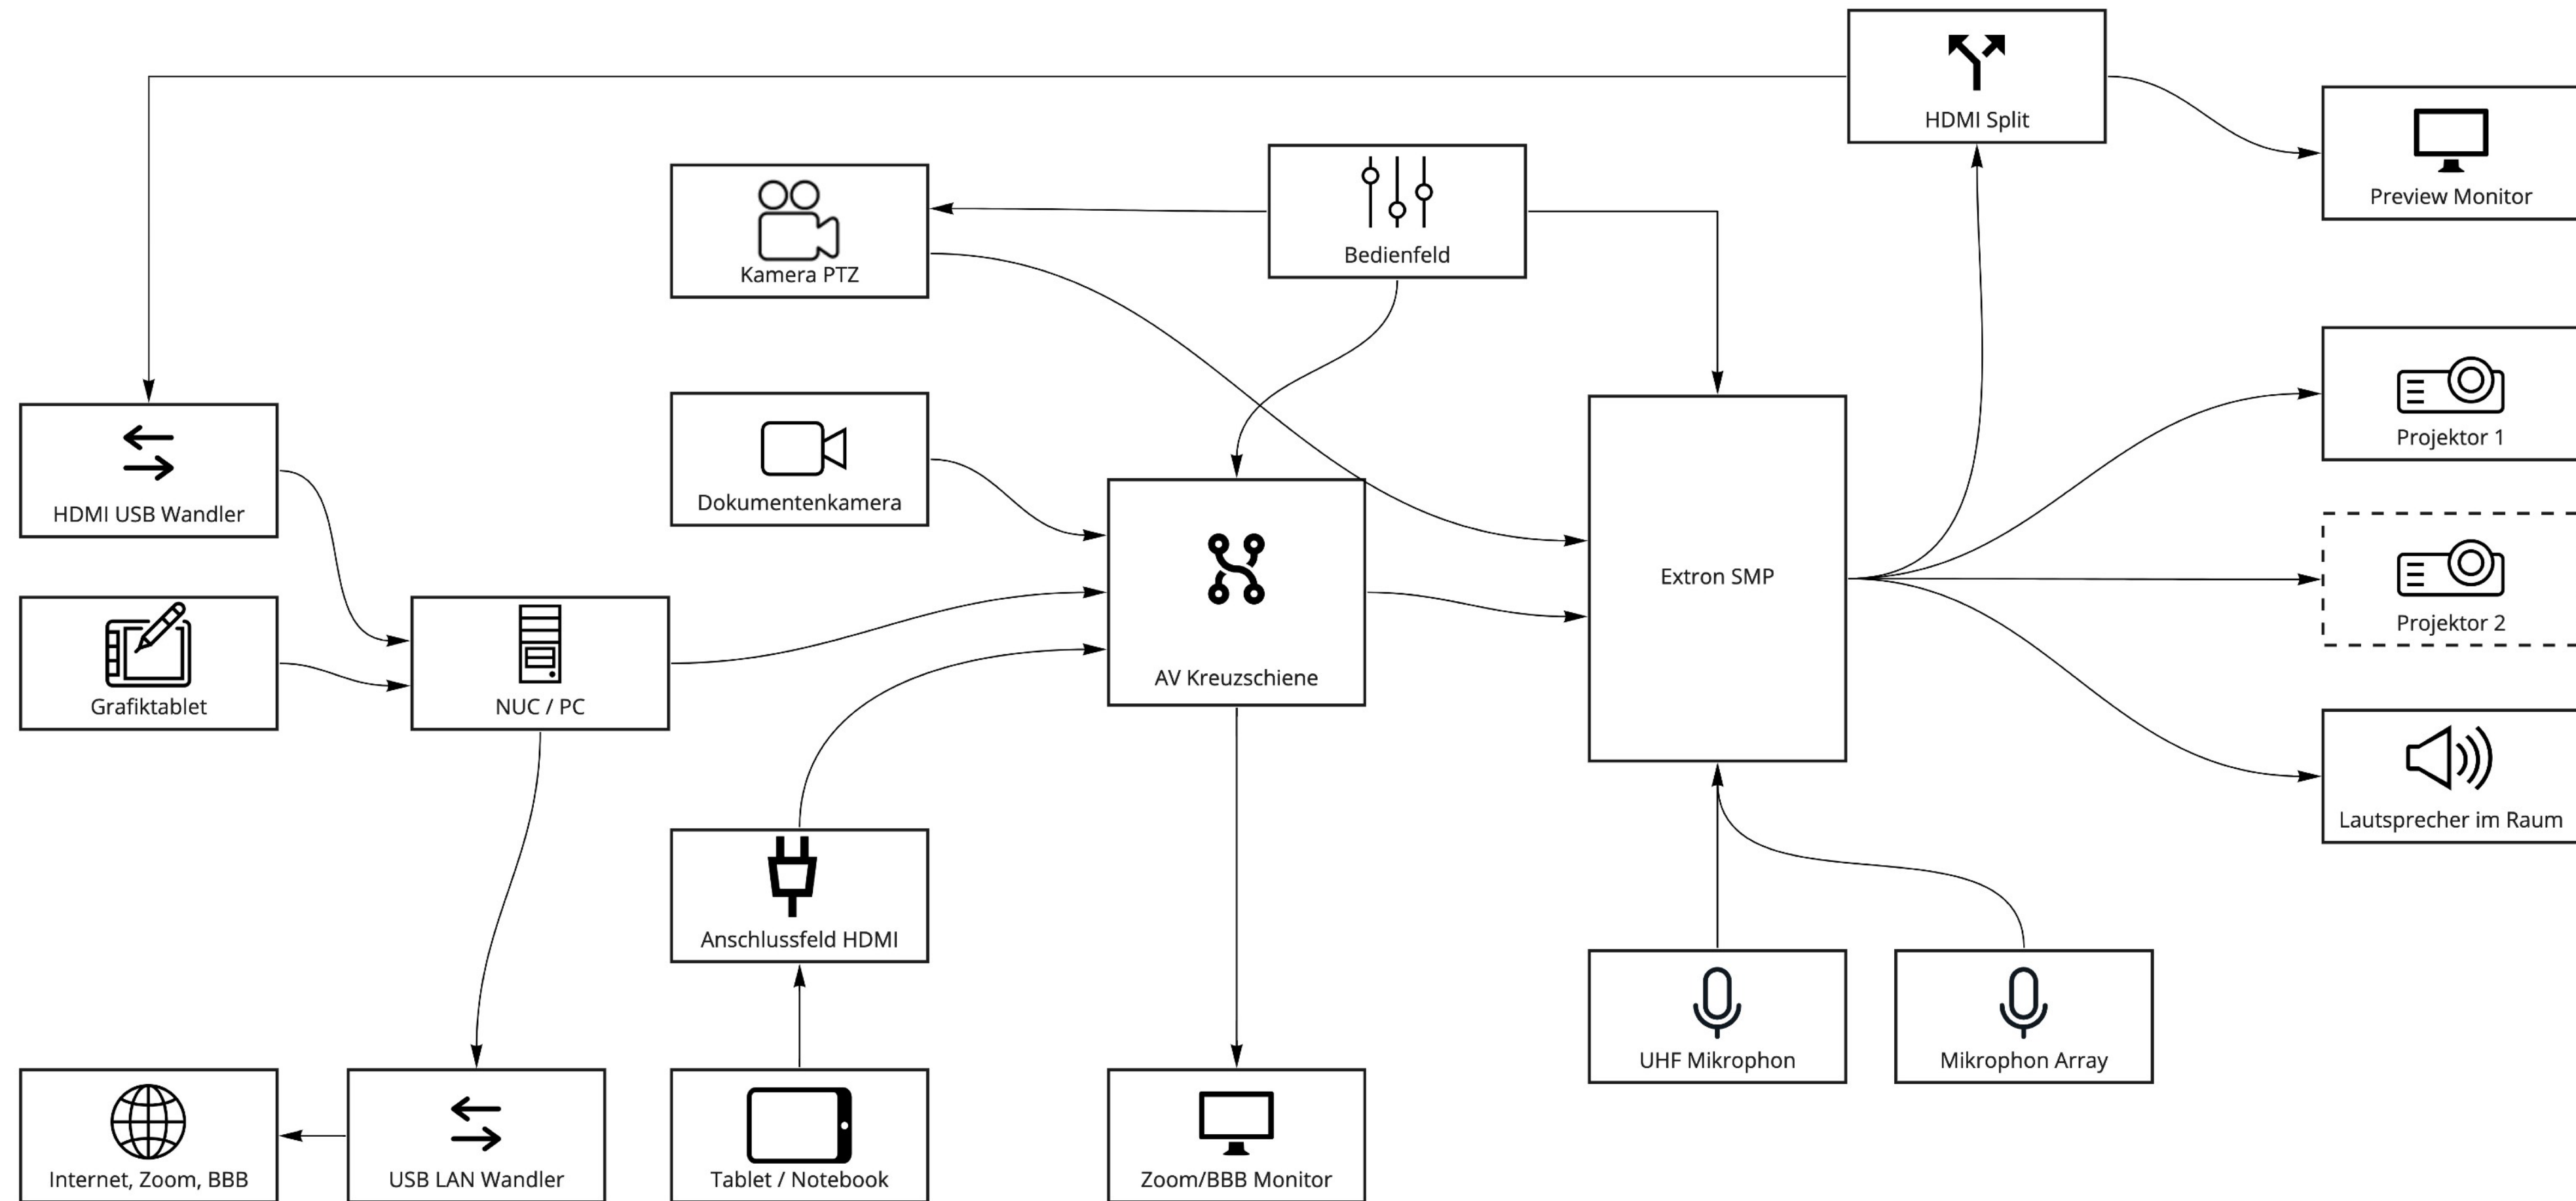 HDMI Split
Preview Monitor
Kamera PTZ
Bedienfeld
Projektor 1
HDMI USB Wandler
Dokumentenkamera
Extron SMP
Projektor 2
Grafiktablet
NUC / PC
AV Kreuzschiene
Lautsprecher im Raum
Anschlussfeld HDMI
UHF Mikrophon
Mikrophon Array
Internet, Zoom, BBB
USB LAN Wandler
Tablet / Notebook
Zoom/BBB Monitor